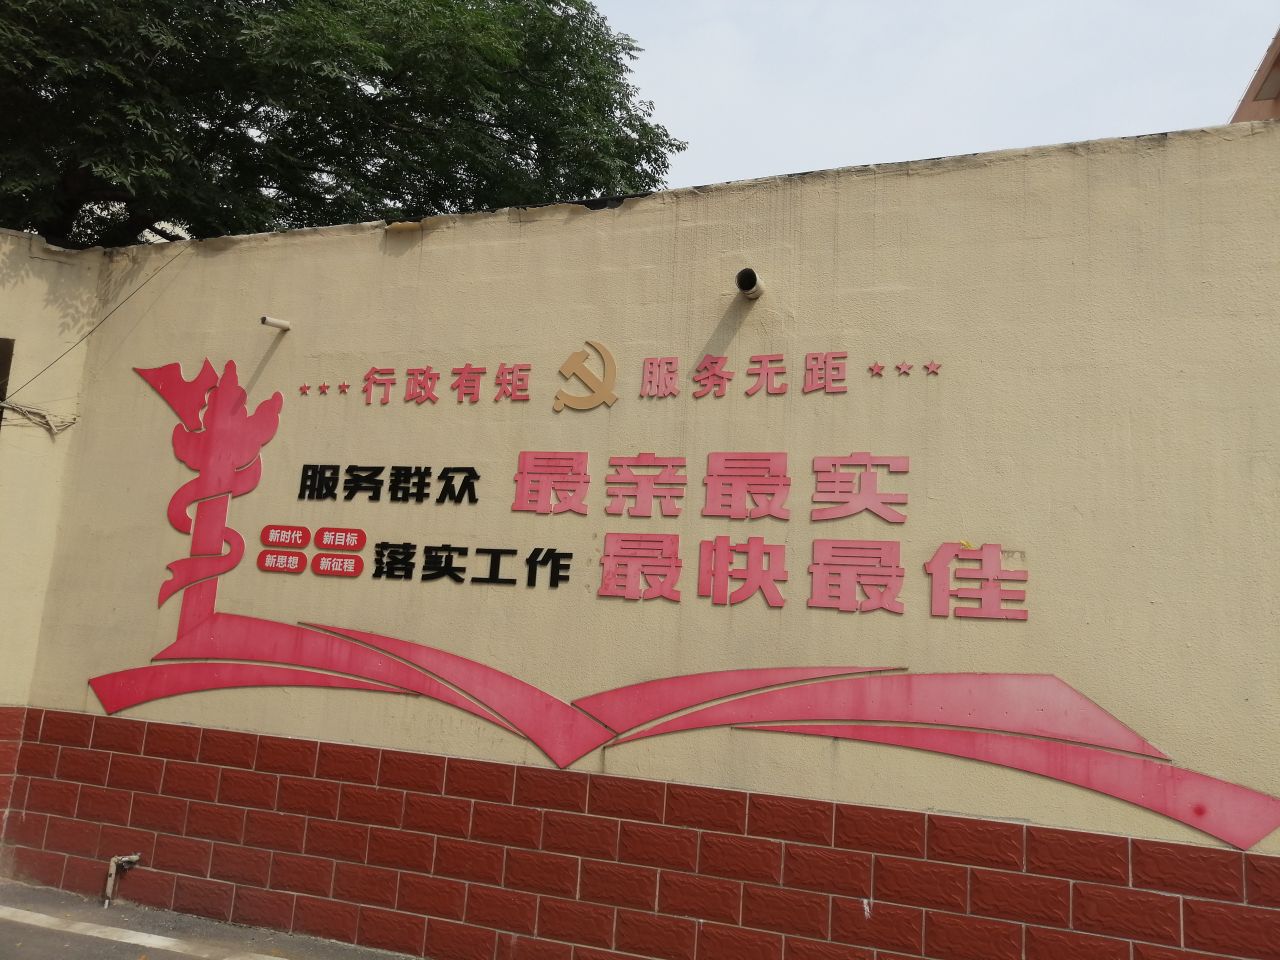 行政有矩 服务无距
服务群众 最亲最实
新时代 新目标
新思想 新征程
落实工作 最快最佳